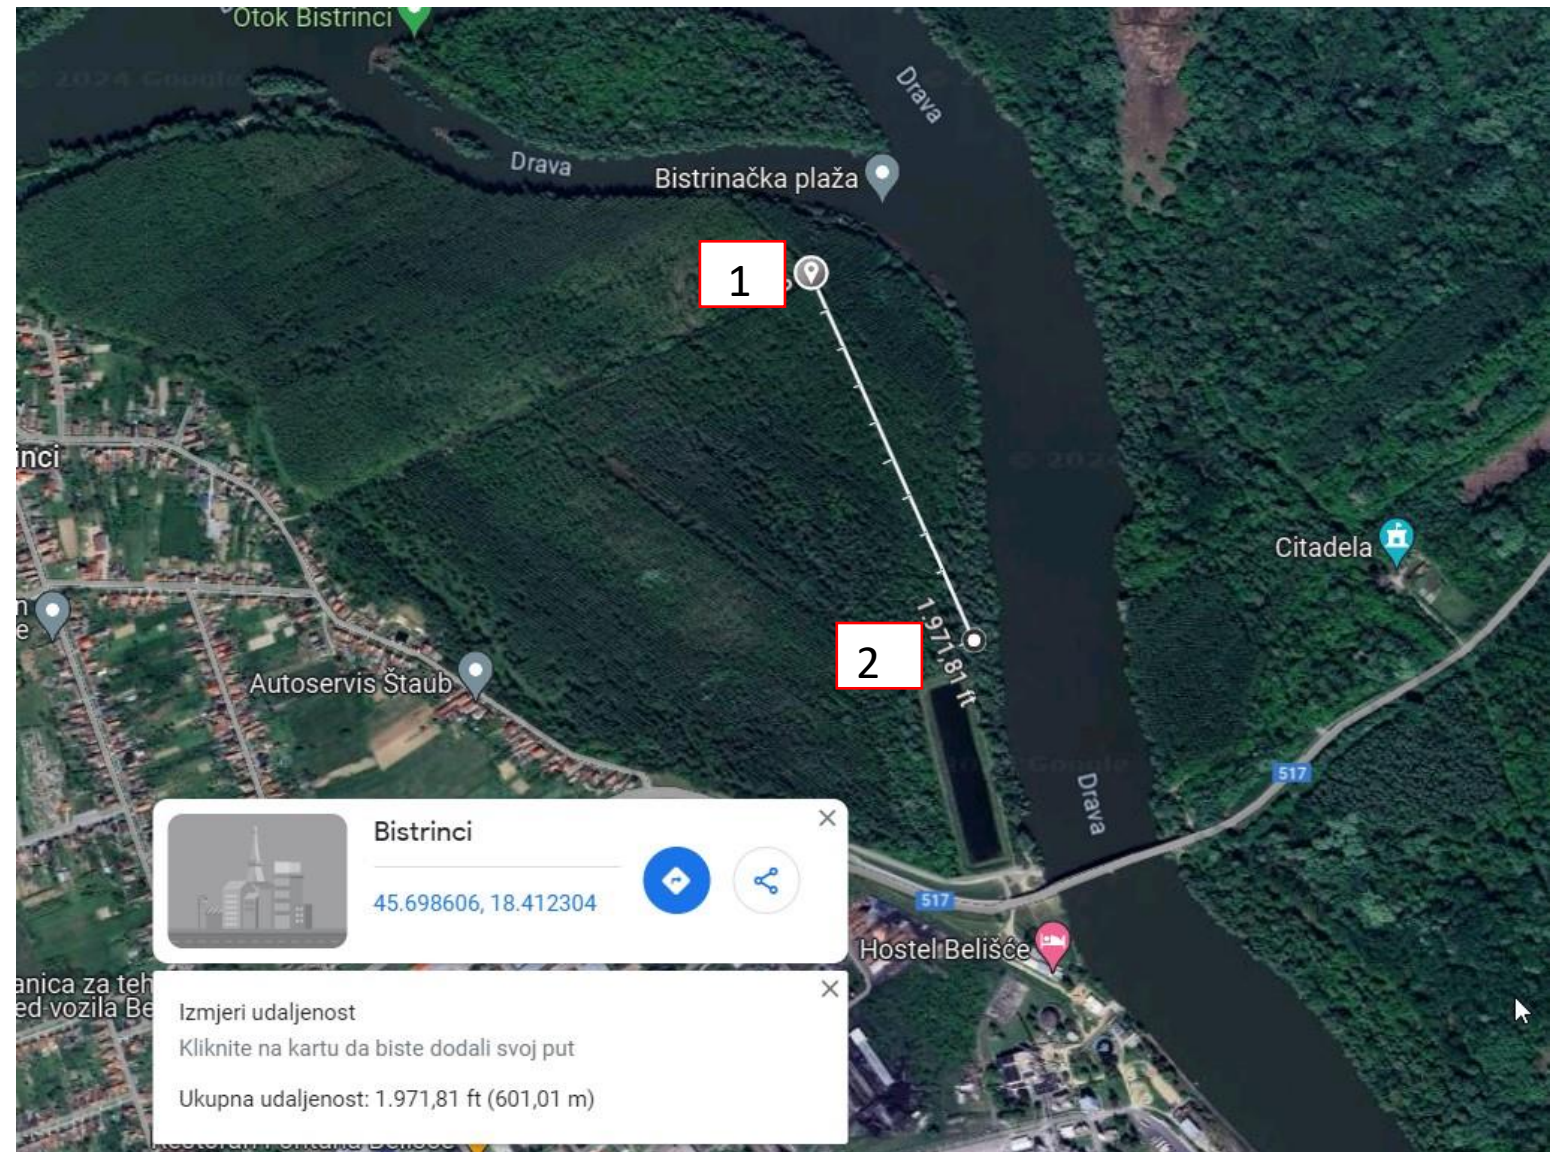 Otok Bistrinci
© 2024 Google
Drava
Drava
Bistrinačka plaža
1
inci
Citadela
1.971,81 ft
2
Autoservis Štaub
517
Drava
Bistrinci
45.698606, 18.412304
517
Hostel Belišće
anica za teh
ed vozila Be
Izmjeri udaljenost
Kliknite na kartu da biste dodali svoj put
Ukupna udaljenost: 1.971,81 ft (601,01 m)